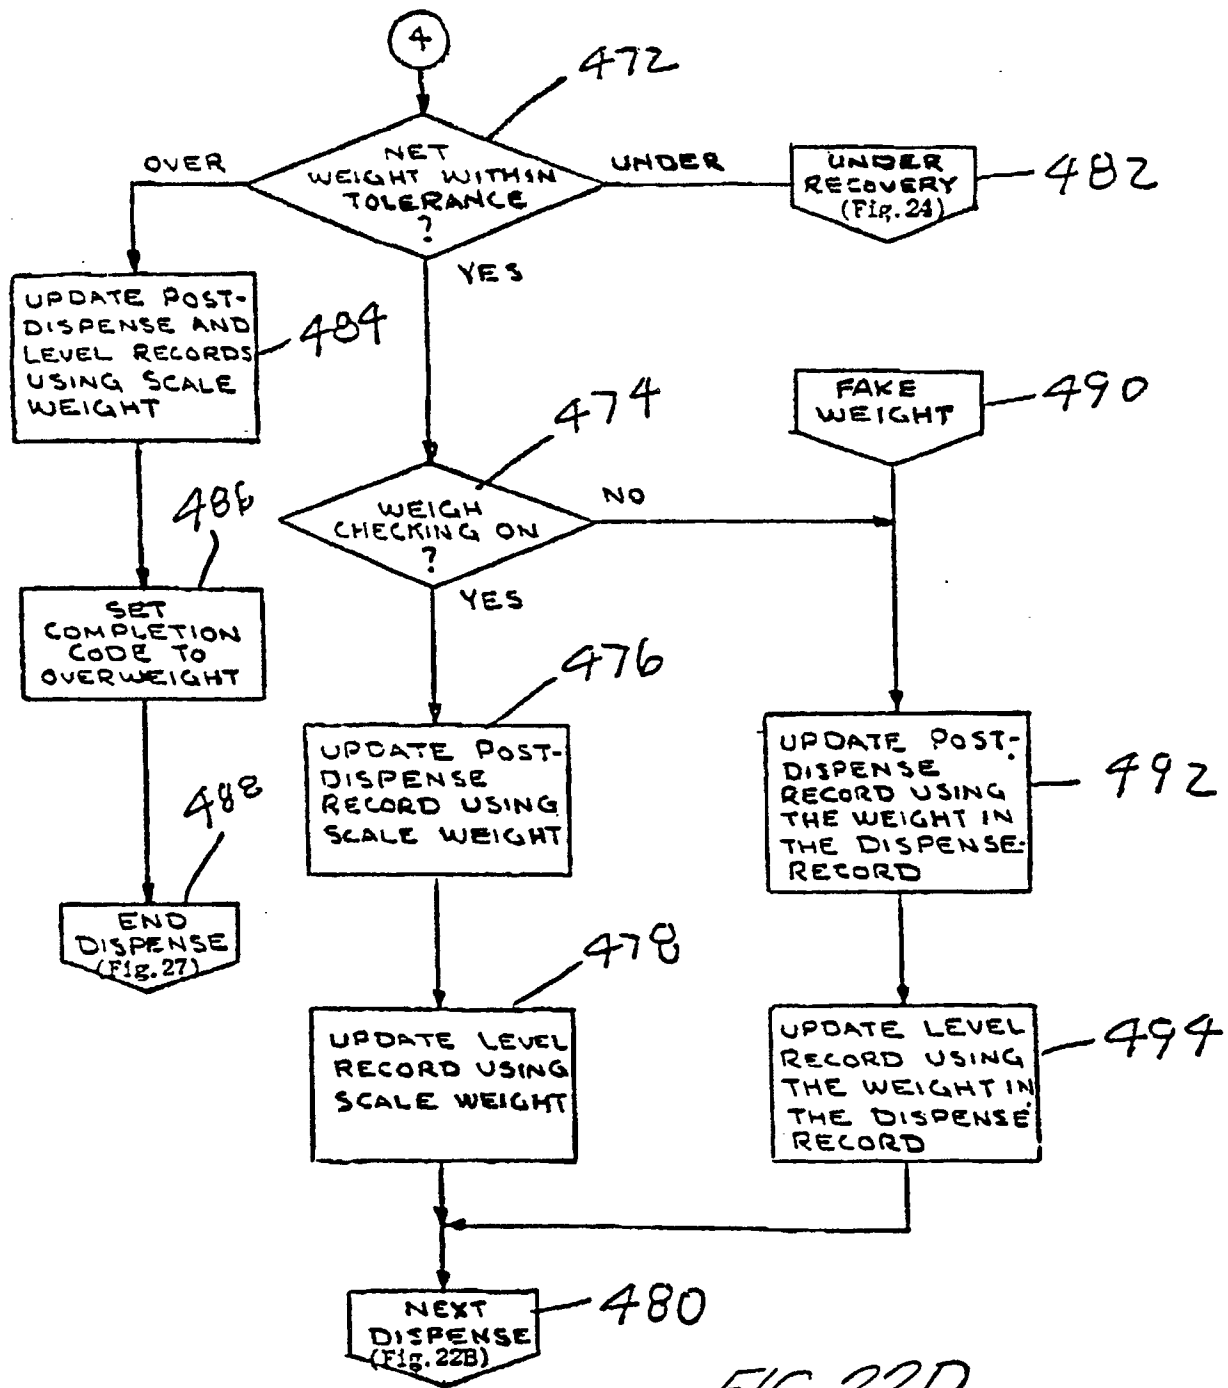 4
472
NET
WEIGHT WITHIN
TOLERANCE
?
OVER
UNDER
YES
UNDER
RECOVERY
(Fig. 24)
482
UPDATE POST-
DISPENSE AND
LEVEL RECORDS
USING SCALE
WEIGHT
484
474
WEIGH
CHECKING ON
?
NO
YES
FAKE
WEIGHT
490
486
SET
COMPLETION
CODE TO
OVERWEIGHT
476
UPDATE POST-
DISPENSE
RECORD USING
SCALE WEIGHT
UPDATE POST-
DISPENSE
RECORD USING
THE WEIGHT IN
THE DISPENSE-
RECORD
492
488
END
DISPENSE
(Fig. 27)
478
UPDATE LEVEL
RECORD USING
SCALE WEIGHT
UPDATE LEVEL
RECORD USING
THE WEIGHT IN
THE DISPENSE
RECORD
494
NEXT
DISPENSE
(Fig. 22B)
480
FIG. 22D